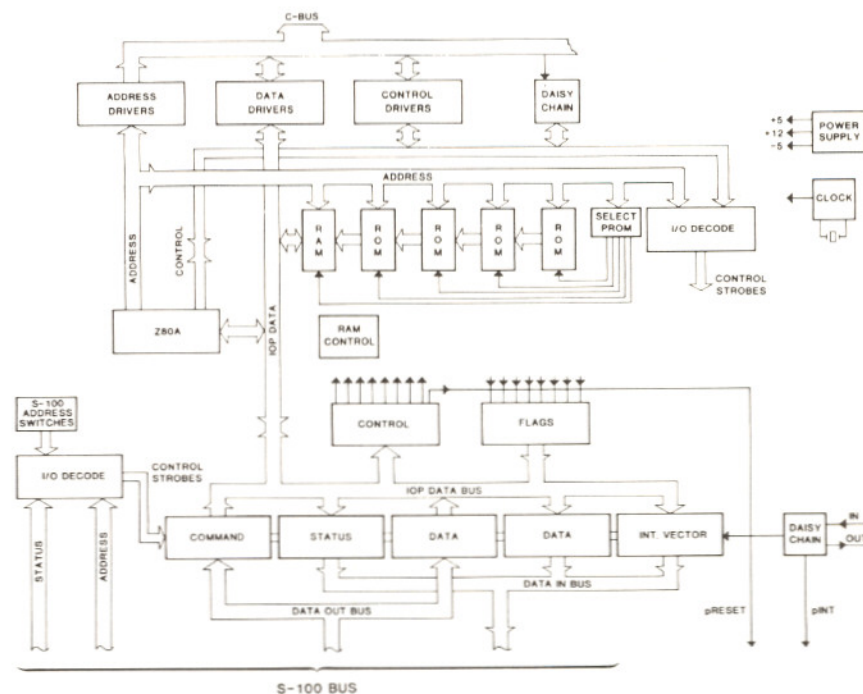 C-BUS
ADDRESS
DRIVERS
DATA
DRIVERS
CONTROL
DRIVERS
DAISY
CHAIN
+5
+12
-5
POWER
SUPPLY
ADDRESS
RAM
ROM
ROM
ROM
ROM
SELECT
PROM
I/O DECODE
CLOCK
ADDRESS
CONTROL
CONTROL
STROBES
Z80A
IOP DATA
RAM
CONTROL
S-100
ADDRESS
SWITCHES
CONTROL
FLAGS
I/O DECODE
CONTROL
STROBES
IOP DATA BUS
COMMAND
STATUS
DATA
DATA
INT. VECTOR
DAISY
CHAIN
IN
OUT
STATUS
ADDRESS
DATA IN BUS
DATA OUT BUS
pRESET
pINT
S-100 BUS